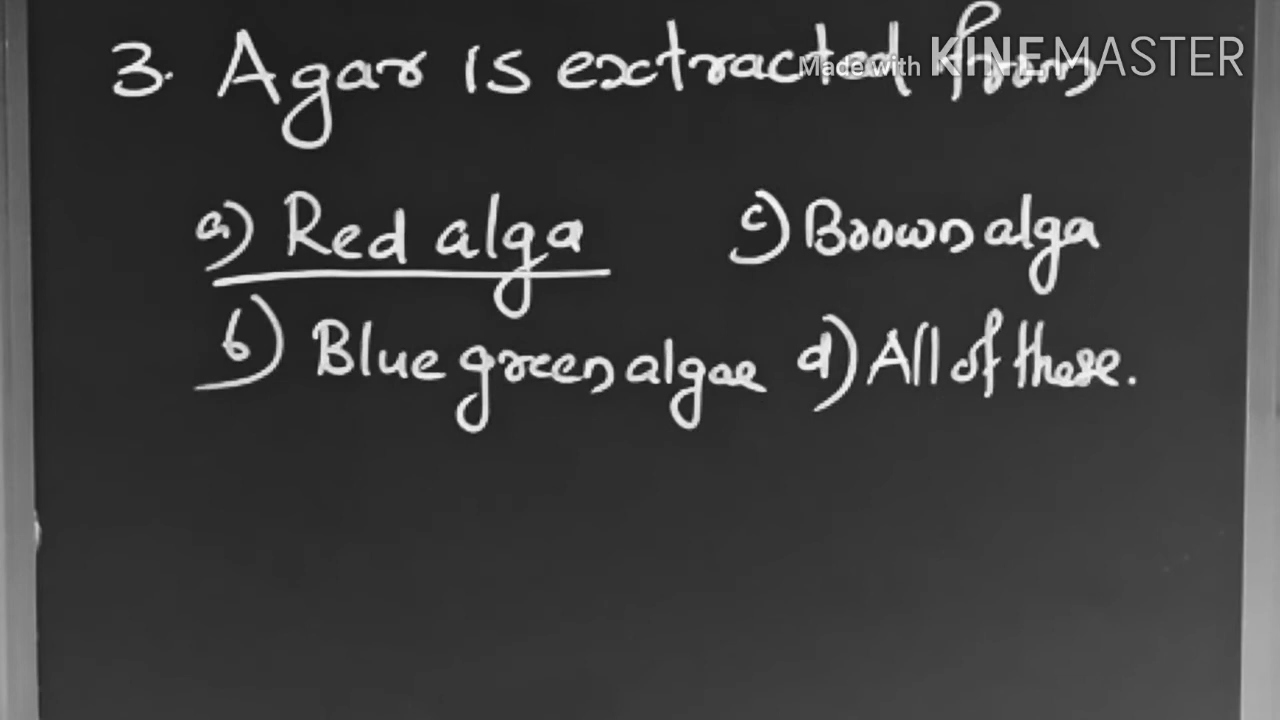 3. Agar is extracted from
Made with KINEMASTER
a) Red alga c) Brown alga
b) Blue green algae d) All of these.